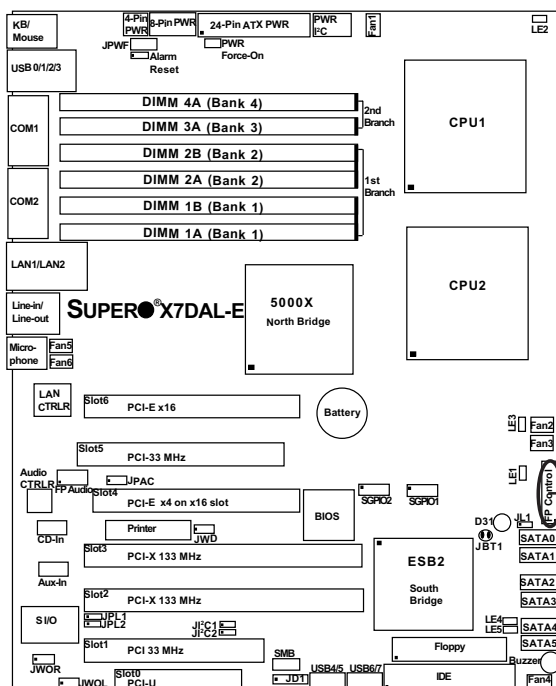 KB/
Mouse
4-Pin
PWR
8-Pin PWR
24-Pin ATX PWR
PWR
I²C
Fan1
LE2
JPWF
Alarm
Reset
PWR
Force-On
USB 0/1/2/3
COM1
COM2
DIMM 4A (Bank 4)
DIMM 3A (Bank 3)
DIMM 2B (Bank 2)
DIMM 2A (Bank 2)
DIMM 1B (Bank 1)
DIMM 1A (Bank 1)
2nd
Branch
1st
Branch
CPU1
CPU2
LAN1/LAN2
Line-in/
Line-out
SUPER®X7DAL-E
5000X
North Bridge
Micro-
phone
Fan5
Fan6
LAN
CTRLR
Slot6
PCI-E x16
Battery
LE3
Fan2
Fan3
Slot5
PCI-33 MHz
Audio
CTRLR
FP Audio
JPAC
LE1
FP Control
Slot4
PCI-E x4 on x16 slot
BIOS
SGPIO2
SGPIO1
D31
JL1
JBT1
CD-In
Printer
JWD
SATA0
SATA1
Slot3
PCI-X 133 MHz
ESB2
South
Bridge
Aux-In
SATA2
SATA3
Slot2
PCI-X 133 MHz
S I/O
JPL1
JPL2
JI²C1
JI²C2
LE4
LE5
SATA4
SATA5
Slot1
PCI 33 MHz
Floppy
SMB
Buzzer
JWOR
JWOL
Slot0
PCI-U
JD1
USB4/5
USB6/7
IDE
Fan4